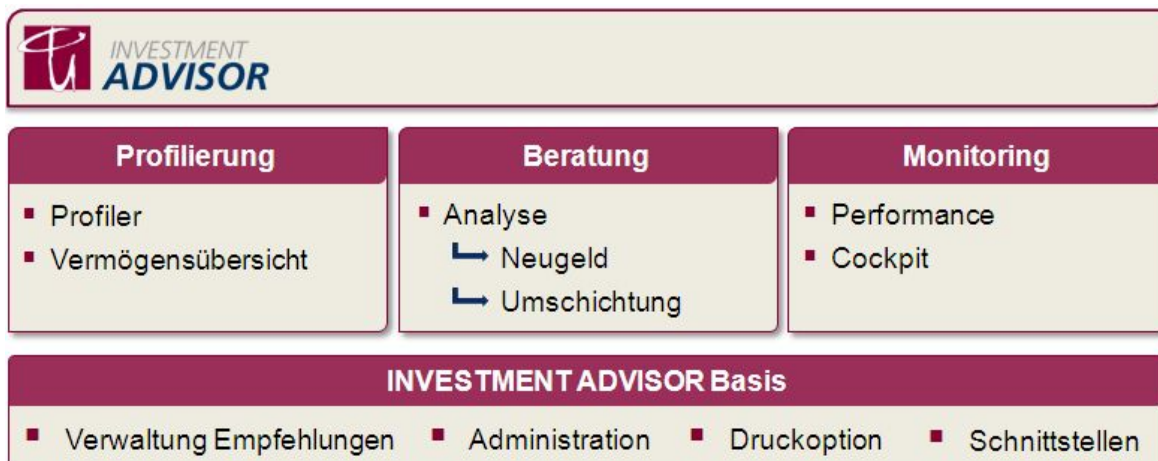 INVESTMENT
ADVISOR
Profilierung
Profiler
Vermögensübersicht
Beratung
Analyse
Neugeld
Umschichtung
Monitoring
Performance
Cockpit
INVESTMENT ADVISOR Basis
Verwaltung Empfehlungen Administration Druckoption Schnittstellen